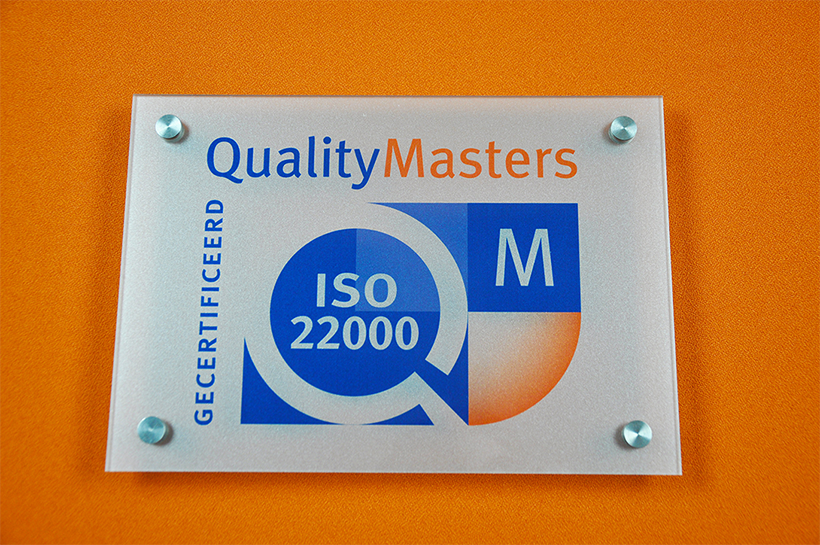 QualityMasters
GECERTIFICEERD
M
ISO
22000